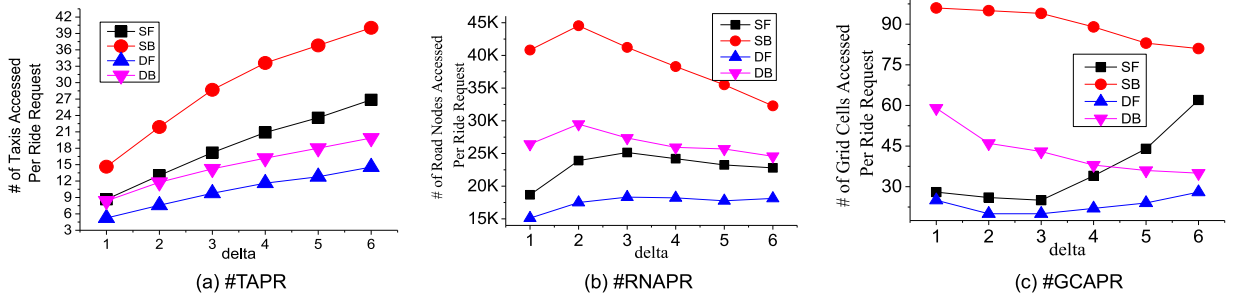 42
39
36
33
30
27
24
21
18
15
12
9
6
3
# of Taxis Accessed
Per Ride Request
SF
SB
DF
DB
1 2 3 4 5 6
delta
(a) #TAPR
45K
40K
35K
30K
25K
20K
15K
# of Road Nodes Accessed
Per Ride Request
SF
SB
DF
DB
1 2 3 4 5 6
delta
(b) #RNAPR
90
75
60
45
30
# of Grid Cells Accessed
Per Ride Request
SF
SB
DF
DB
1 2 3 4 5 6
delta
(c) #GCAPR